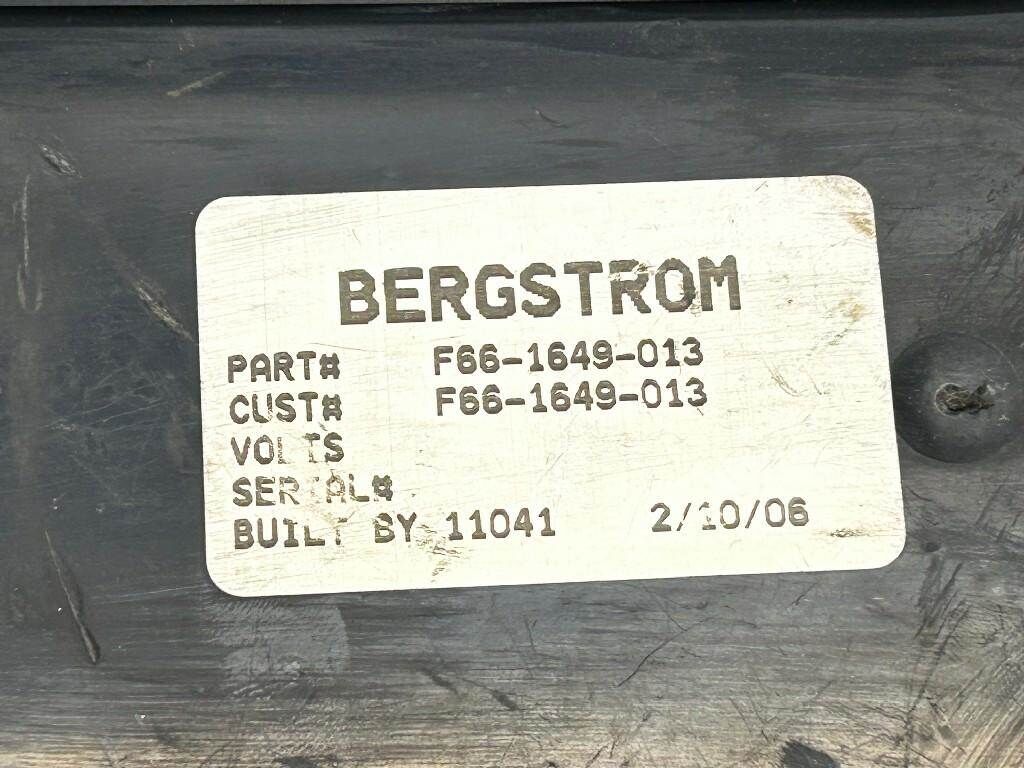 BERGSTROM
PART# F66-1649-013
CUST# F66-1649-013
VOLTS
SERIAL#
BUILT BY 11041 2/10/06